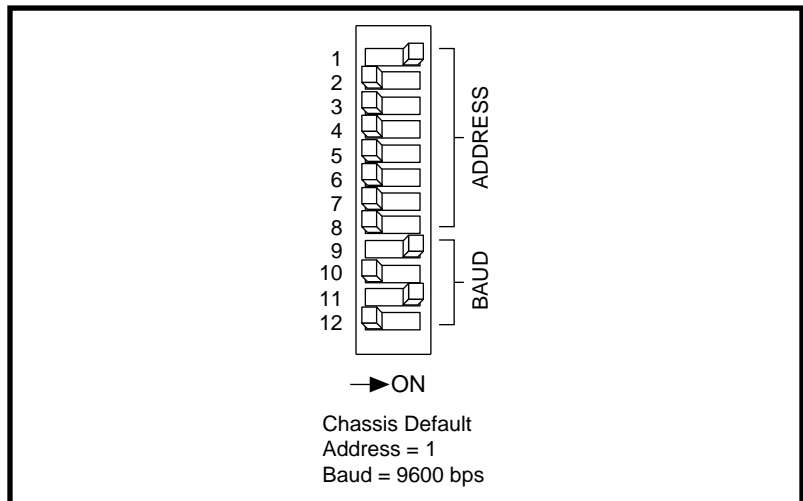 1
2
3
4
5
6
7
8
9
10
11
12
ADDRESS
BAUD
ON
Chassis Default
Address = 1
Baud = 9600 bps